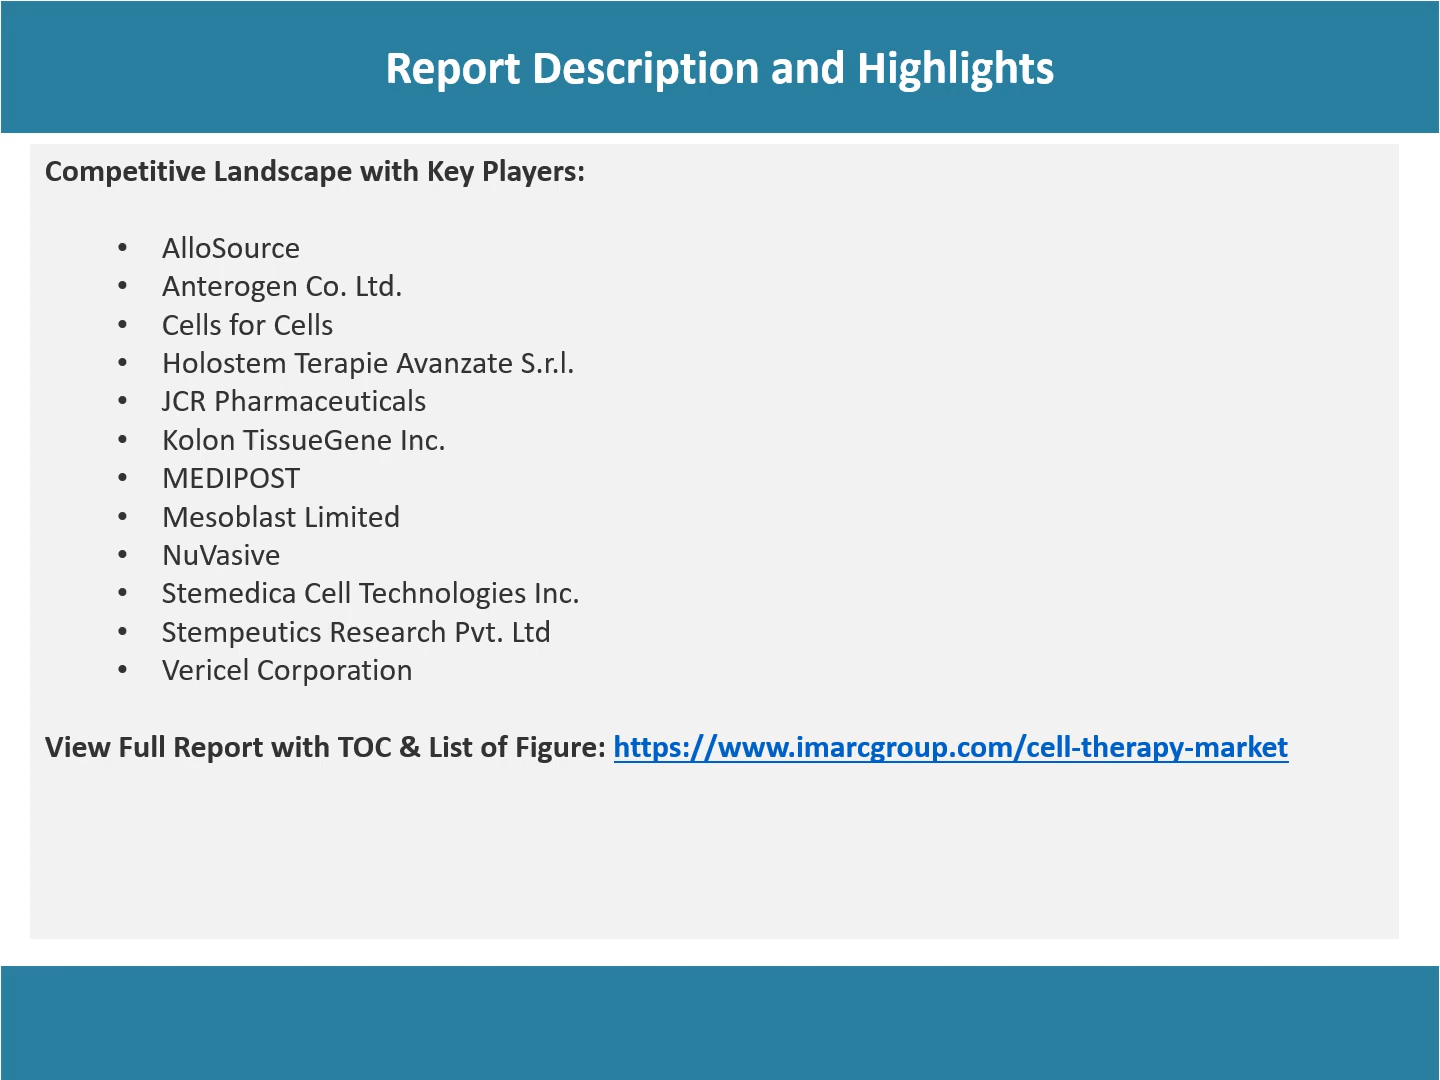 Report Description and Highlights
Competitive Landscape with Key Players:
• AlloSource
• Anterogen Co. Ltd.
• Cells for Cells
• Holostem Terapie Avanzate S.r.l.
• JCR Pharmaceuticals
• Kolon TissueGene Inc.
• MEDIPOST
• Mesoblast Limited
• NuVasive
• Stemedica Cell Technologies Inc.
• Stempeutics Research Pvt. Ltd
• Vericel Corporation
View Full Report with TOC & List of Figure: https://www.imarcgroup.com/cell-therapy-market